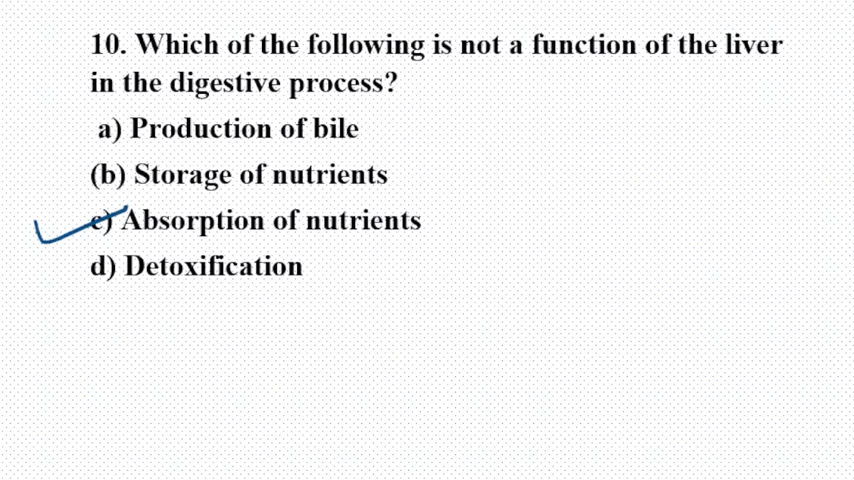 10. Which of the following is not a function of the liver
in the digestive process?
a) Production of bile
(b) Storage of nutrients
c) Absorption of nutrients
d) Detoxification